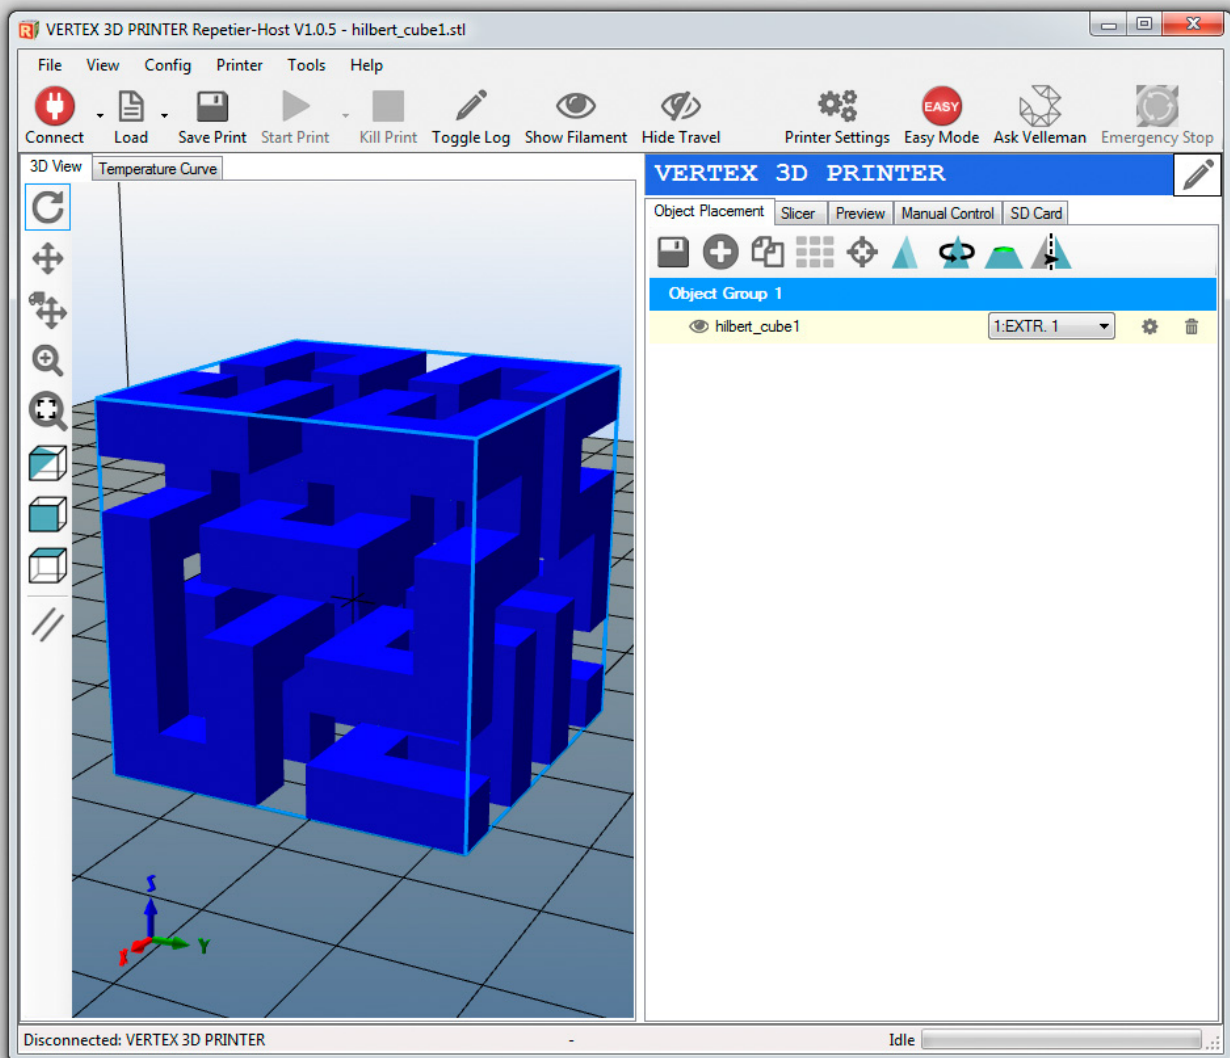 VERTEX 3D PRINTER Repetier-Host V1.0.5 - hilbert_cube1.stl
File View Config Printer Tools Help
EASY
Connect Load Save Print Start Print Kill Print Toggle Log Show Filament Hide Travel Printer Settings Easy Mode Ask Velleman Emergency Stop
3D View Temperature Curve
VERTEX 3D PRINTER
Object Placement Slicer Preview Manual Control SD Card
Object Group 1
hilbert_cube1 1:EXTR. 1
X Y
Disconnected: VERTEX 3D PRINTER - Idle